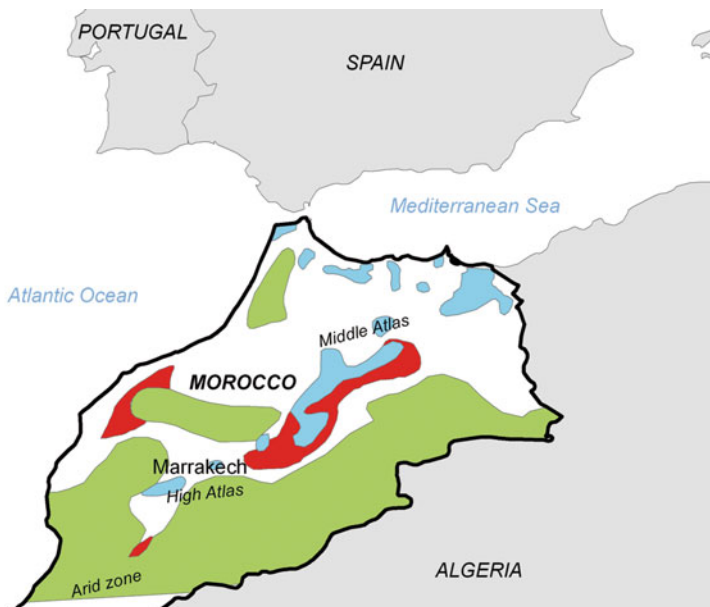 PORTUGAL
SPAIN
Mediterranean Sea
Atlantic Ocean
Middle Atlas
MOROCCO
Marrakech
High Atlas
Arid zone
ALGERIA